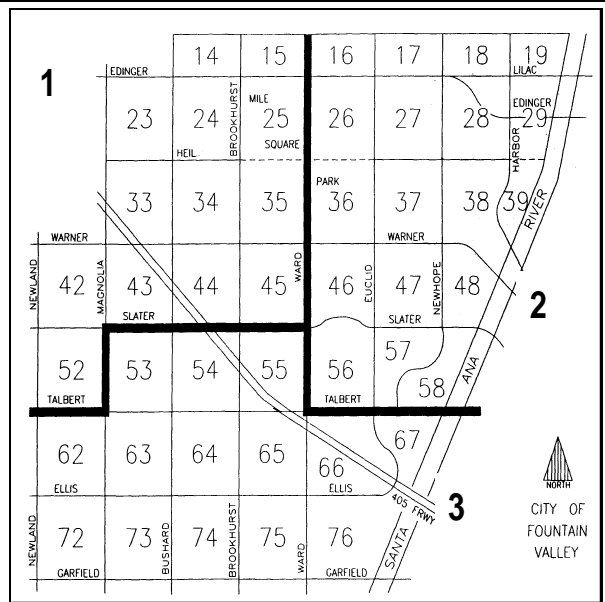 14 15 16 17 18 19
1
EDINGER
LILAC
MILE
EDINGER
23 24 25 26 27 28 29
BROOKHURST
SQUARE
HARBOR
HEIL
PARK
33 34 35 36 37 38 39
RIVER
WARNER
WARNER
NEWLAND
MAGNOLIA
WARD
EUCLID
NEWHOPE
42 43 44 45 46 47 48
2
SLATER
SLATER
57
52 53 54 55 56
ANA
58
TALBERT
TALBERT
67
62 63 64 65 66
ELLIS
ELLIS
405 FRWY
3
NORTH
CITY OF
FOUNTAIN
VALLEY
NEWLAND
72 73 74 75 76
BUSHARD
BROOKHURST
WARD
SANTA
GARFIELD
GARFIELD